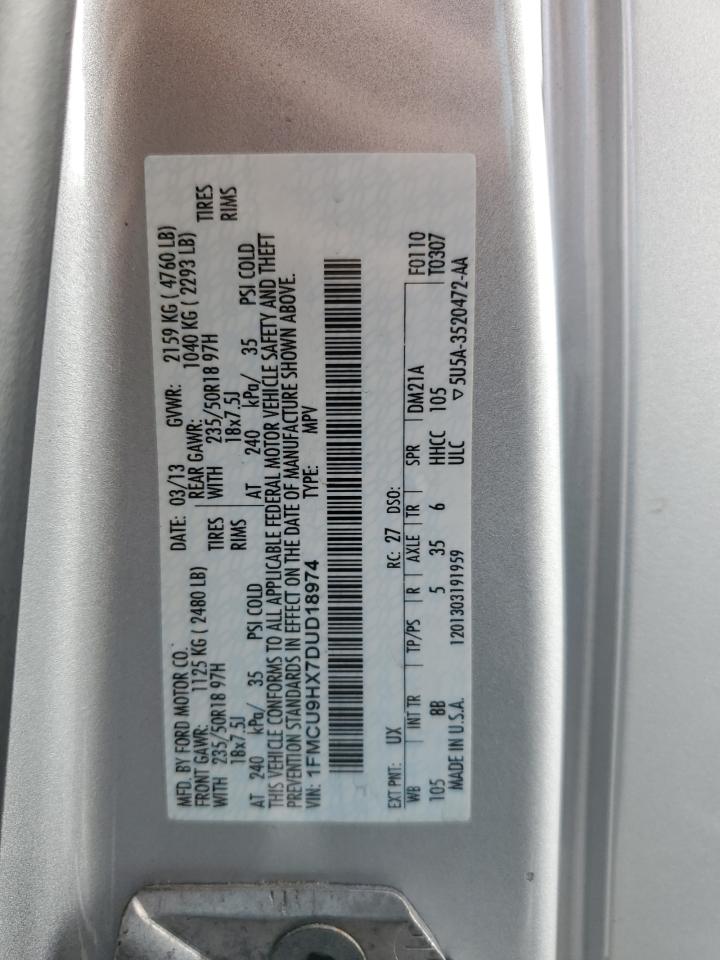 MFD. BY FORD MOTOR CO. DATE: 03/13 GVWR: 2159 KG ( 4760 LB)
FRONT GAWR: 1125 KG ( 2480 LB) REAR GAWR: 1040 KG ( 2293 LB)
WITH 235/50R18 97H TIRES WITH 235/50R18 97H TIRES
18x7.5J RIMS 18x7.5J RIMS
AT 240 kPa/ 35 PSI COLD AT 240 kPa/ 35 PSI COLD
THIS VEHICLE CONFORMS TO ALL APPLICABLE FEDERAL MOTOR VEHICLE SAFETY AND THEFT
PREVENTION STANDARDS IN EFFECT ON THE DATE OF MANUFACTURE SHOWN ABOVE.
VIN: 1FMCU9HX7DUD18974 TYPE: MPV
EXT PNT: UX RC: 27 DSO:
WB INT TR TP/PS R AXLE TR SPR DM21A F0110
105 8B 5 35 6 HHCC 105 T0307
MADE IN U.S.A. 1201303191959 ULC ▽5U5A-3520472-AA